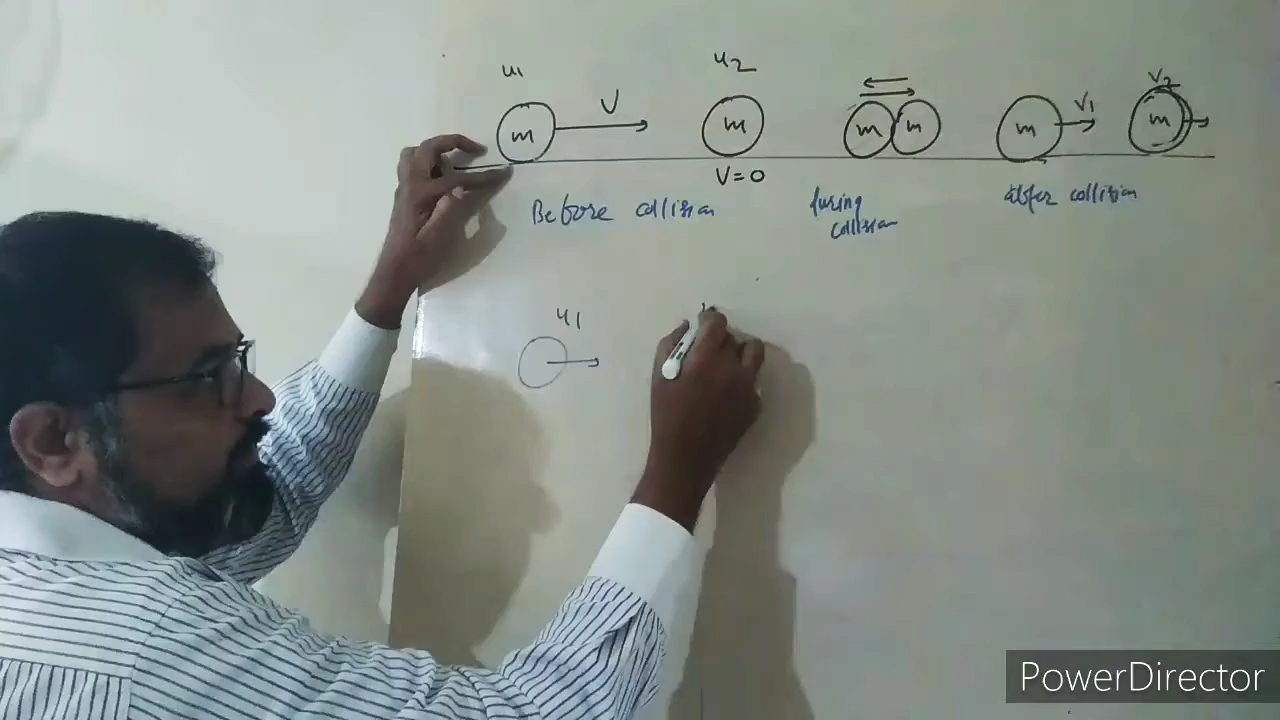 u1 u2 V2
V V1
m m m m m m
V=0
Before collision during collision after collision
u1
PowerDirector